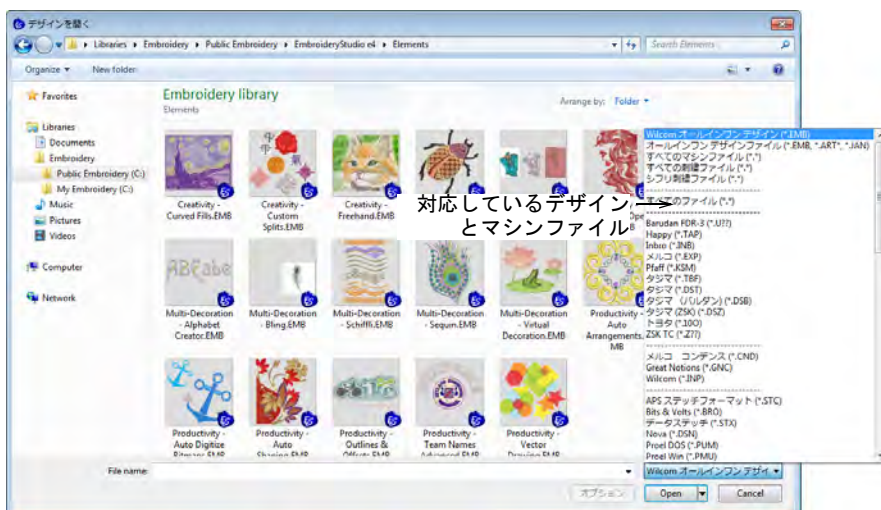 デザインを開く
Libraries ▸ Embroidery ▸ Public Embroidery ▸ EmbroideryStudio e4 ▸ Elements
Search Elements
Organize
New folder
Favorites
Libraries
Documents
Embroidery
Public Embroidery (C:)
My Embroidery (C:)
Music
Pictures
Videos
Computer
Network
Embroidery library
Elements
Arrange by: Folder
Creativity - Curved Fills.EMB
Creativity - Custom Splits.EMB
Creativity - Freehand.EMB
対応しているデザイン
とマシンファイル
Multi-Decoration - Alphabet Creator.EMB
Multi-Decoration - Bling.EMB
Multi-Decoration - Schiffli.EMB
Multi-Decoration - Sequin.EMB
Multi-Decoration - Virtual Decoration.EMB
Productivity - Auto Arrangements.EMB
Productivity - Auto Digitize
Productivity - Auto
Productivity - Outlines &
Productivity - Team Names
Productivity - Vector
Wilcom オールインワン デザイン (*.EMB)
オールインワン デザインファイル (*.EMB, *.ART*, *.JAN)
すべてのマシンファイル (*.*)
すべての刺繍ファイル (*.*)
シフリ刺繍ファイル (*.*)
すべてのファイル (*.*)
Barudan FDR-3 (*.U??)
Happy (*.TAP)
Inbro (*.INB)
メルコ (*.EXP)
Pfaff (*.KSM)
タジマ (*.TBF)
タジマ (*.DST)
タジマ (バルダン) (*.DSB)
タジマ (ZSK) (*.DSZ)
トヨタ (*.10O)
ZSK TC (*.Z??)
メルコ コンデンス (*.CND)
Great Notions (*.GNC)
Wilcom (*.INP)
APS ステッチフォーマット (*.STC)
Bits & Volts (*.BRO)
データステッチ (*.STX)
Nova (*.DSN)
Proel DOS (*.PUM)
Proel Win (*.PMU)
File name:
Wilcom オールインワン デザイ
オプション
Open
Cancel